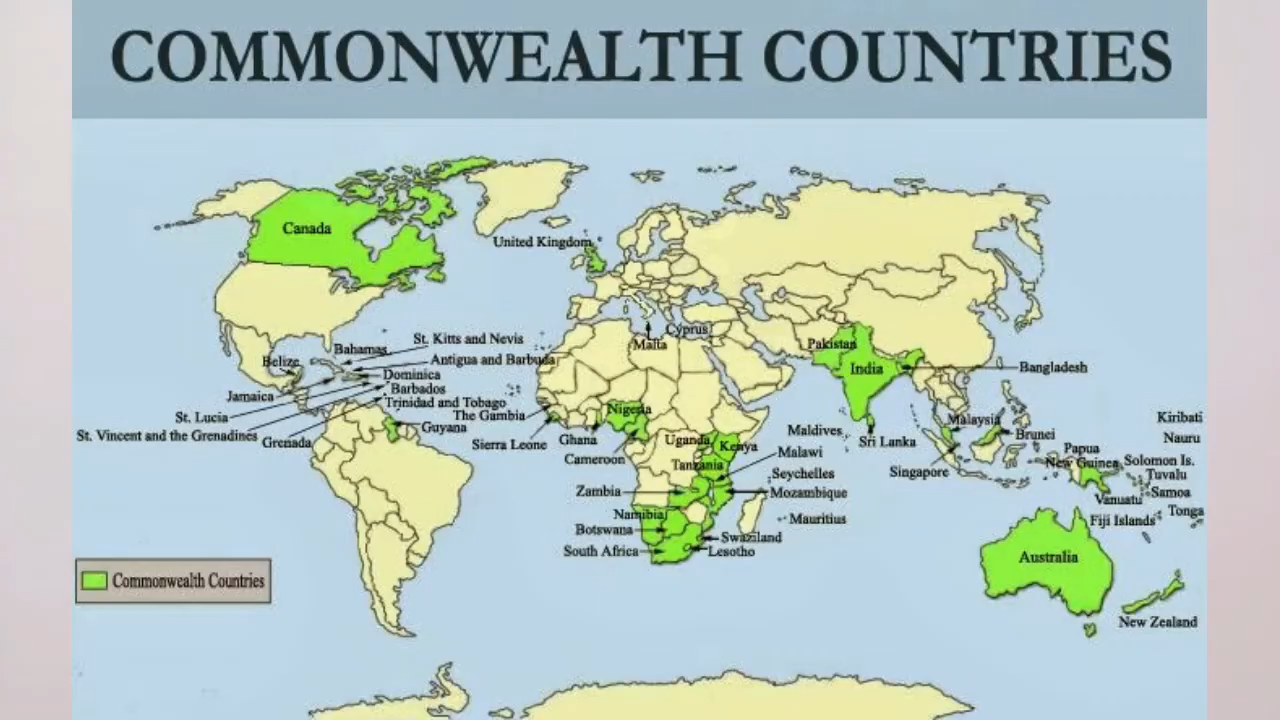 COMMONWEALTH COUNTRIES
Canada
United Kingdom
St. Kitts and Nevis
Bahamas
Antigua and Barbuda
Belize
Dominica
Barbados
Jamaica
Trinidad and Tobago
St. Lucia
Guyana
St. Vincent and the Grenadines
Grenada
Malta
Cyprus
The Gambia
Sierra Leone
Nigeria
Ghana
Cameroon
Uganda
Kenya
Tanzania
Malawi
Seychelles
Zambia
Mozambique
Namibia
Mauritius
Botswana
Swaziland
South Africa
Lesotho
Pakistan
India
Bangladesh
Maldives
Sri Lanka
Malaysia
Brunei
Singapore
Kiribati
Nauru
Papua
New Guinea
Solomon Is.
Tuvalu
Vanuatu
Samoa
Tonga
Fiji Islands
Australia
New Zealand
Commonwealth Countries